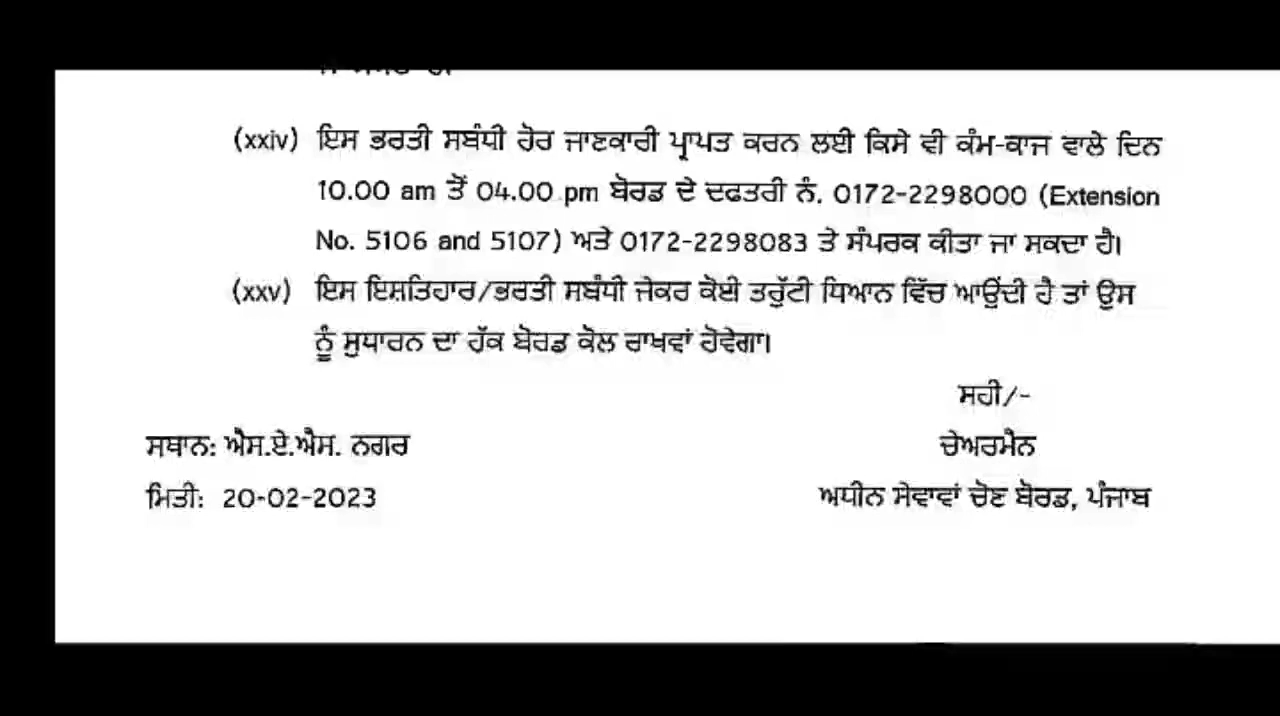 (xxiv) ਇਸ ਭਰਤੀ ਸਬੰਧੀ ਹੋਰ ਜਾਣਕਾਰੀ ਪ੍ਰਾਪਤ ਕਰਨ ਲਈ ਕਿਸੇ ਵੀ ਕੰਮ-ਕਾਜ ਵਾਲੇ ਦਿਨ
10.00 am ਤੋਂ 04.00 pm ਬੋਰਡ ਦੇ ਦਫਤਰੀ ਨੰ. 0172-2298000 (Extension
No. 5106 and 5107) ਅਤੇ 0172-2298083 ਤੇ ਸੰਪਰਕ ਕੀਤਾ ਜਾ ਸਕਦਾ ਹੈ।
(xxv) ਇਸ ਇਸ਼ਤਿਹਾਰ/ਭਰਤੀ ਸਬੰਧੀ ਜੇਕਰ ਕੋਈ ਤਰੁੱਟੀ ਧਿਆਨ ਵਿੱਚ ਆਉਂਦੀ ਹੈ ਤਾਂ ਉਸ
ਨੂੰ ਸੁਧਾਰਨ ਦਾ ਹੱਕ ਬੋਰਡ ਕੋਲ ਰਾਖਵਾਂ ਹੋਵੇਗਾ।
ਸਹੀ/-
ਸਥਾਨ: ਐਸ.ਏ.ਐਸ. ਨਗਰ ਚੇਅਰਮੈਨ
ਮਿਤੀ: 20-02-2023 ਅਧੀਨ ਸੇਵਾਵਾਂ ਚੋਣ ਬੋਰਡ, ਪੰਜਾਬ